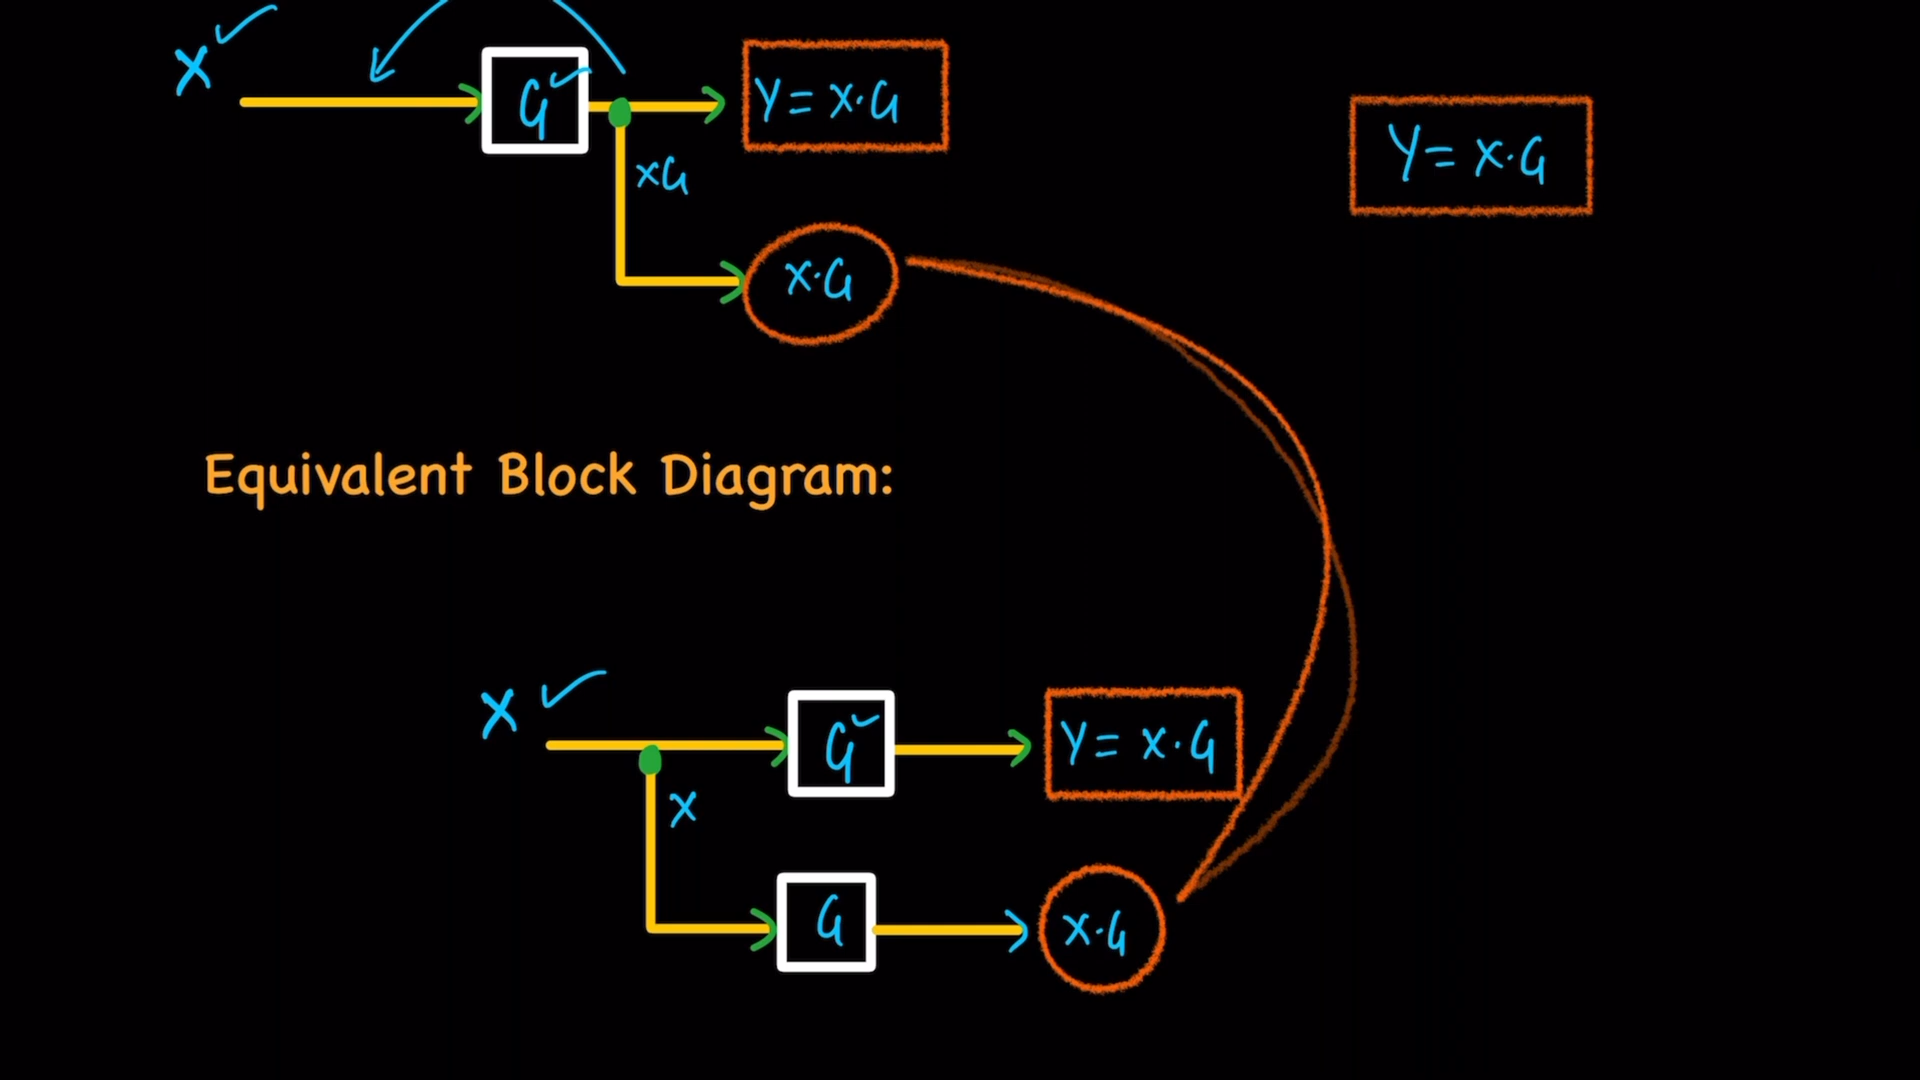 X
G
Y = X·G
Y = X·G
XG
X·G
Equivalent Block Diagram:
X
G
Y = X·G
X
G
X·G